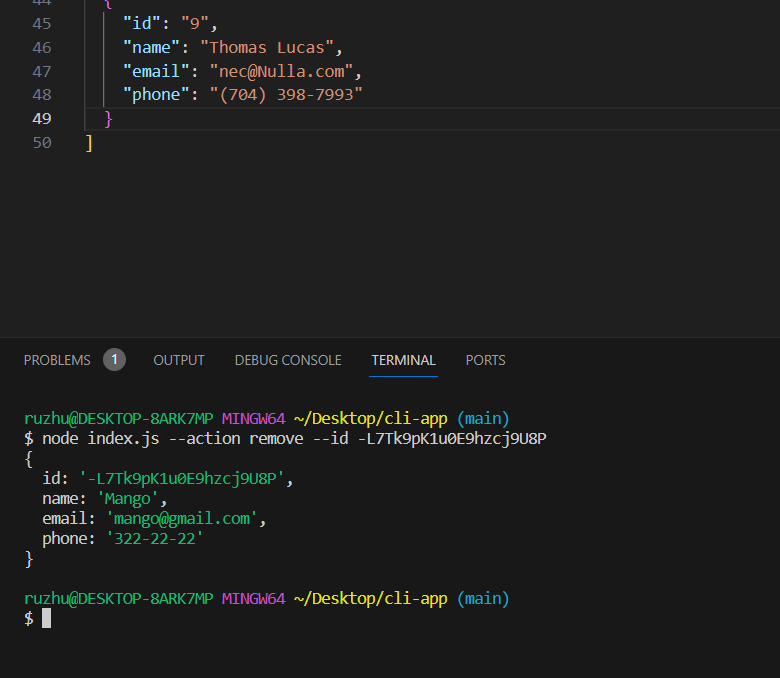 44 {
45 "id": "9",
46 "name": "Thomas Lucas",
47 "email": "nec@Nulla.com",
48 "phone": "(704) 398-7993"
49 }
50 ]
PROBLEMS 1 OUTPUT DEBUG CONSOLE TERMINAL PORTS
ruzhu@DESKTOP-8ARK7MP MINGW64 ~/Desktop/cli-app (main)
$ node index.js --action remove --id -L7Tk9pK1u0E9hzcj9U8P
{
id: '-L7Tk9pK1u0E9hzcj9U8P',
name: 'Mango',
email: 'mango@gmail.com',
phone: '322-22-22'
}
ruzhu@DESKTOP-8ARK7MP MINGW64 ~/Desktop/cli-app (main)
$